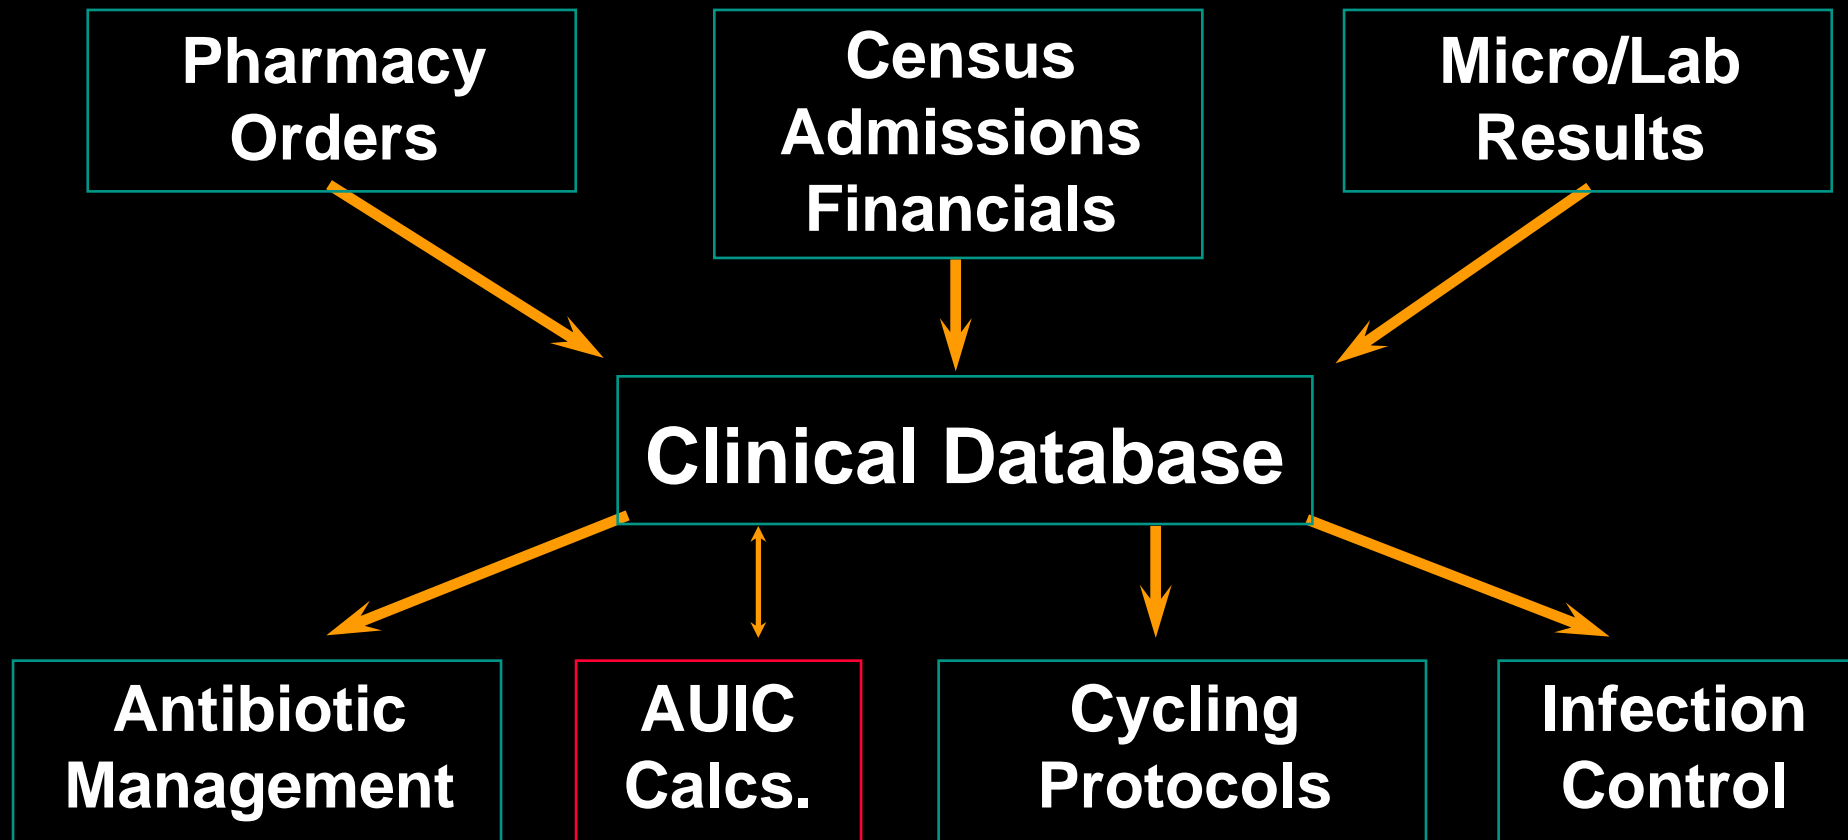 Pharmacy
Orders
Census
Admissions
Financials
Micro/Lab
Results
Clinical Database
Antibiotic
Management
AUIC
Calcs.
Cycling
Protocols
Infection
Control